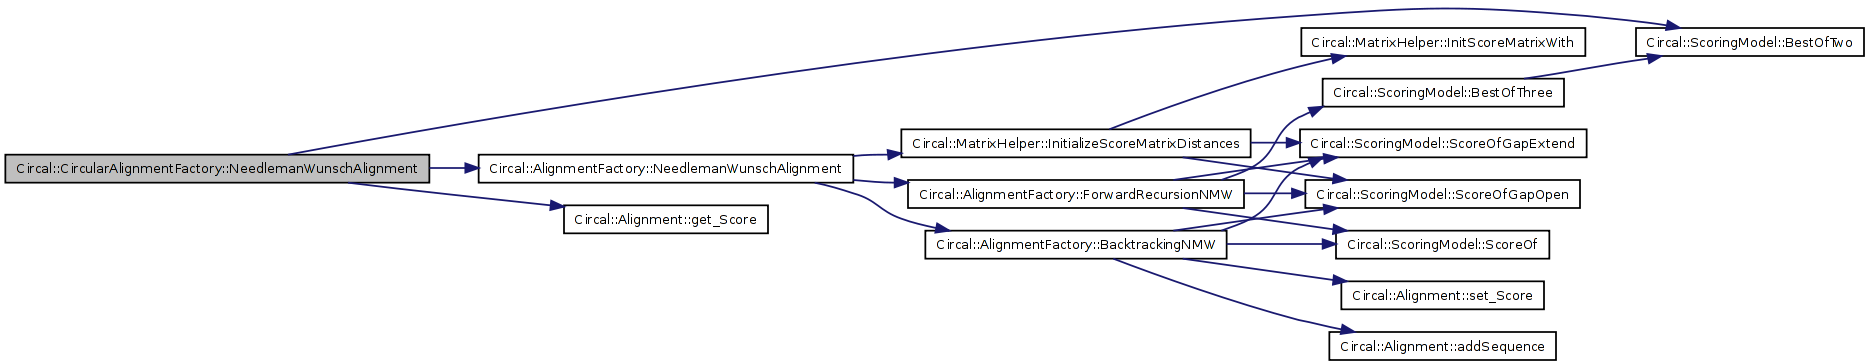 Circal::CircularAlignmentFactory::NeedlemanWunschAlignment
Circal::AlignmentFactory::NeedlemanWunschAlignment
Circal::Alignment::get_Score
Circal::MatrixHelper::InitializeScoreMatrixDistances
Circal::AlignmentFactory::ForwardRecursionNMW
Circal::AlignmentFactory::BacktrackingNMW
Circal::MatrixHelper::InitScoreMatrixWith
Circal::ScoringModel::BestOfThree
Circal::ScoringModel::ScoreOfGapExtend
Circal::ScoringModel::ScoreOfGapOpen
Circal::ScoringModel::ScoreOf
Circal::Alignment::set_Score
Circal::Alignment::addSequence
Circal::ScoringModel::BestOfTwo